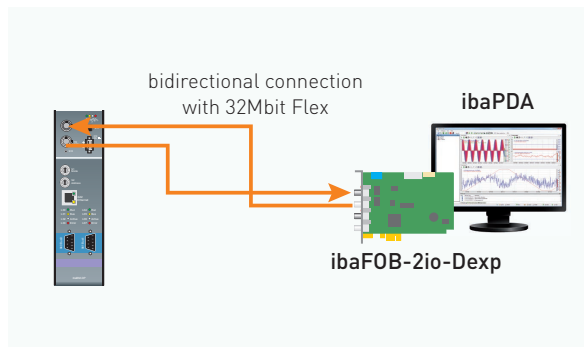 bidirectional connection
with 32Mbit Flex
ibaPDA
ibaFOB-2io-Dexp